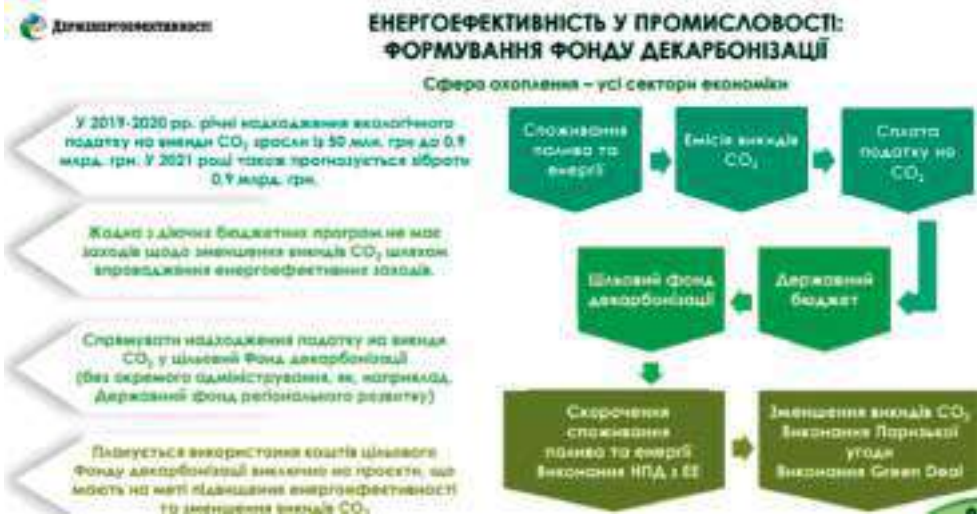 ДЕРЖЕНЕРГОЕФЕКТИВНОСТІ
ЕНЕРГОЕФЕКТИВНІСТЬ У ПРОМИСЛОВОСТІ:
ФОРМУВАННЯ ФОНДУ ДЕКАРБОНІЗАЦІЇ
Сфера охоплення – усі сектори економіки
У 2019-2020 рр. річні надходження екологічного
податку на викиди CO₂ зросли із 50 млн. грн до 0,9
млрд. грн. У 2021 році також прогнозується зібрати
0,9 млрд. грн.
Жодна з діючих бюджетних програм не має
заходів щодо зменшення викидів CO₂ шляхом
впровадження енергоефективних заходів.
Спрямувати надходження податку на викиди
CO₂ у цільовий Фонд декарбонізації
(без окремого адміністрування, як, наприклад,
Державний фонд регіонального розвитку)
Планується використання коштів цільового
Фонду декарбонізації виключно на проєкти, що
мають на меті підвищення енергоефективності
та зменшення викидів CO₂
Споживання
палива та
енергії
Емісія викидів
CO₂
Сплата
податку на
CO₂
Цільовий фонд
декарбонізації
Державний
бюджет
Скорочення
споживання
палива та енергії
Виконання НПД з ЕЕ
Зменшення викидів CO₂
Виконання Паризької
угоди
Виконання Green Deal